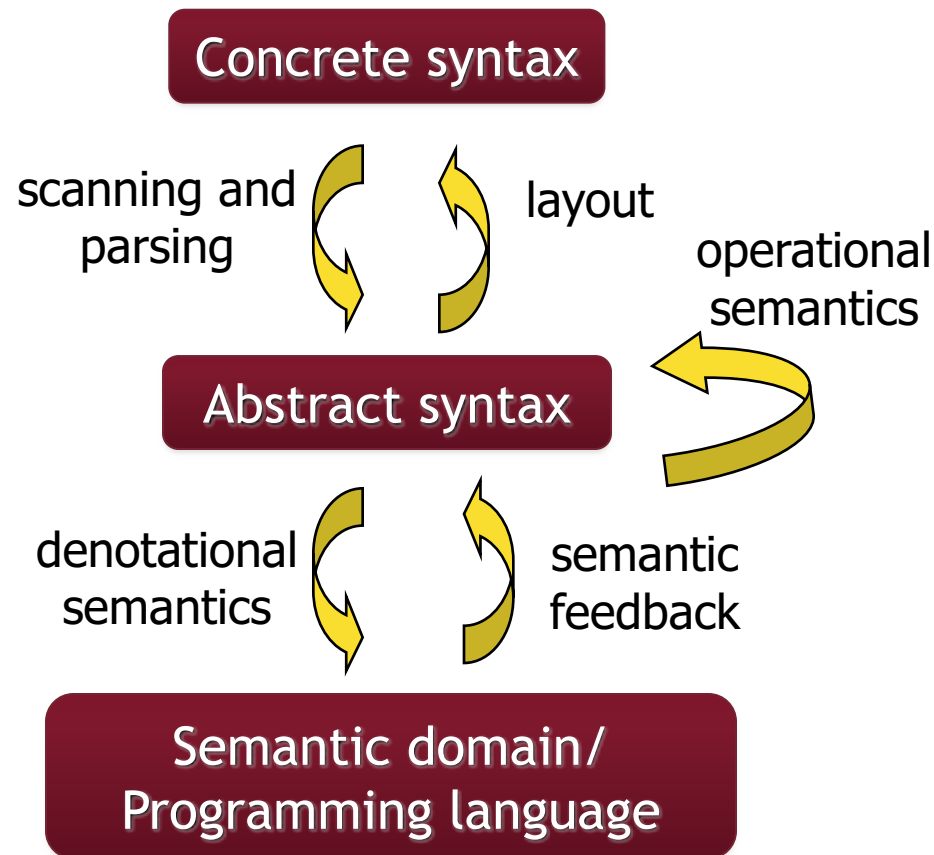 Concrete syntax
scanning and
parsing
layout
operational
semantics
Abstract syntax
denotational
semantics
semantic
feedback
Semantic domain/
Programming language